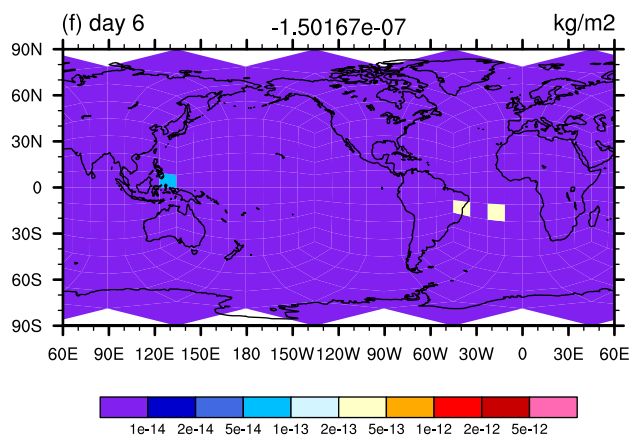 (f) day 6 -1.50167e-07 kg/m2
90N
60N
30N
0
30S
60S
90S
60E 90E 120E 150E 180 150W 120W 90W 60W 30W 0 30E 60E
1e-14 2e-14 5e-14 1e-13 2e-13 5e-13 1e-12 2e-12 5e-12